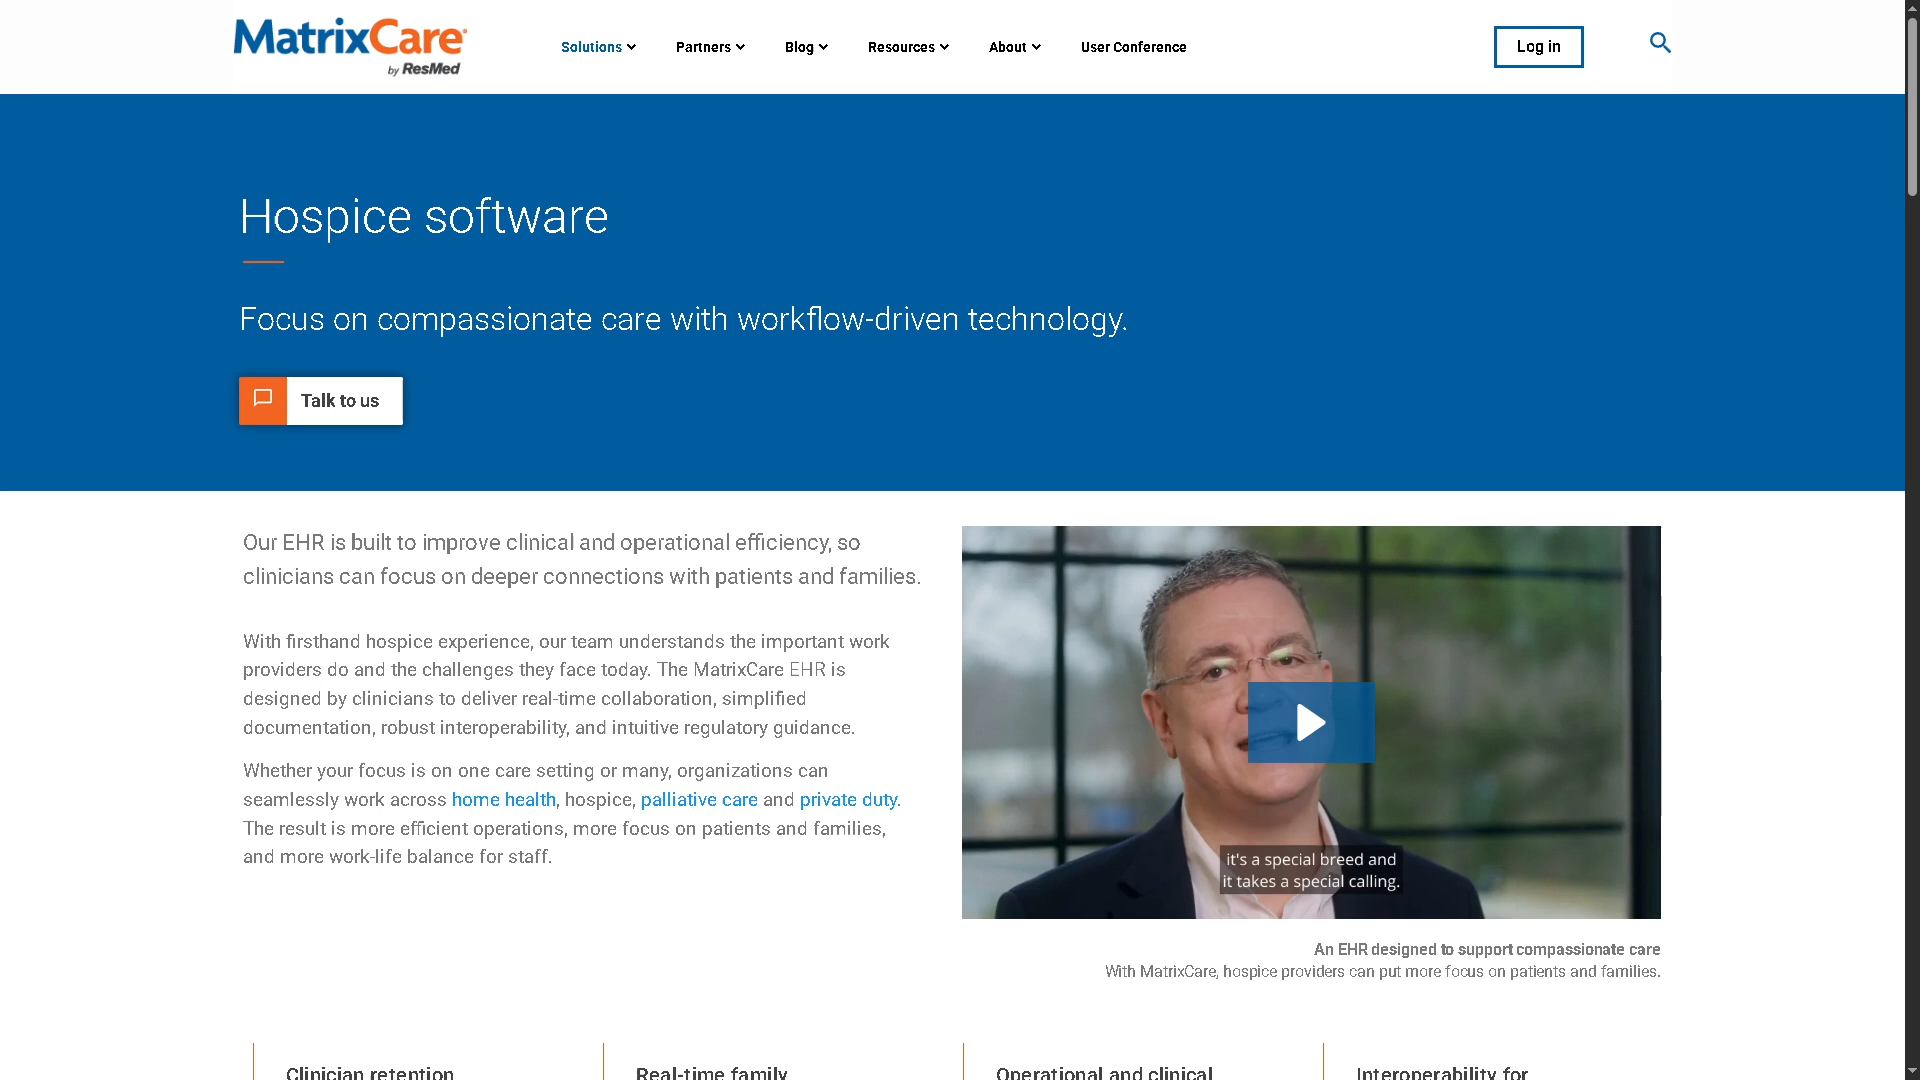 MatrixCare
by ResMed
Solutions
Partners
Blog
Resources
About
User Conference
Log in
Hospice software
Focus on compassionate care with workflow-driven technology.
Talk to us
Our EHR is built to improve clinical and operational efficiency, so
clinicians can focus on deeper connections with patients and families.
With firsthand hospice experience, our team understands the important work
providers do and the challenges they face today. The MatrixCare EHR is
designed by clinicians to deliver real-time collaboration, simplified
documentation, robust interoperability, and intuitive regulatory guidance.
Whether your focus is on one care setting or many, organizations can
seamlessly work across home health, hospice, palliative care and private duty.
The result is more efficient operations, more focus on patients and families,
and more work-life balance for staff.
it's a special breed and
it takes a special calling.
An EHR designed to support compassionate care
With MatrixCare, hospice providers can put more focus on patients and families.
Clinician retention
Real-time family
Operational and clinical
Interoperability for